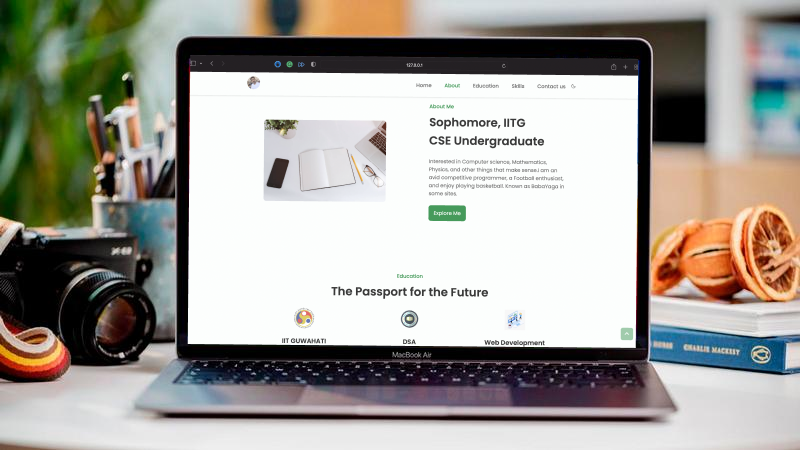 127.0.0.1
Home About Education Skills Contact us
About Me
Sophomore, IITG
CSE Undergraduate
Interested in Computer science, Mathematics,
Physics, and other things that make sense.I am an
avid competitive programmer, a Football enthusiast,
and enjoy playing basketball. Known as BabaYaga in
some sites.
Explore Me
Education
The Passport for the Future
IIT GUWAHATI DSA Web Development
MacBook Air
CHARLIE MACKESY